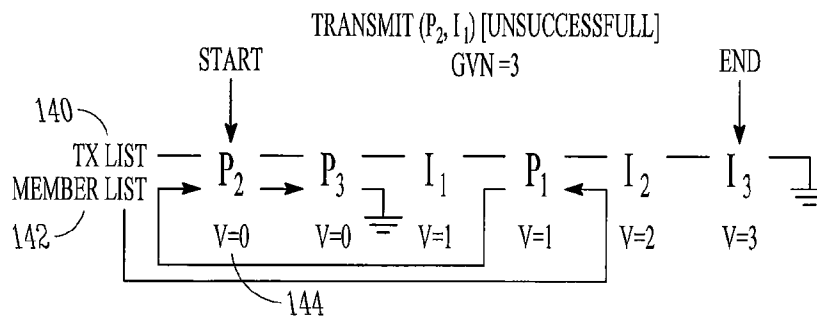 TRANSMIT (P₂, I₁) [UNSUCCESSFULL]
START GVN =3 END
140
TX LIST P₂ P₃ I₁ P₁ I₂ I₃
MEMBER LIST
142 V=0 V=0 V=1 V=1 V=2 V=3
144